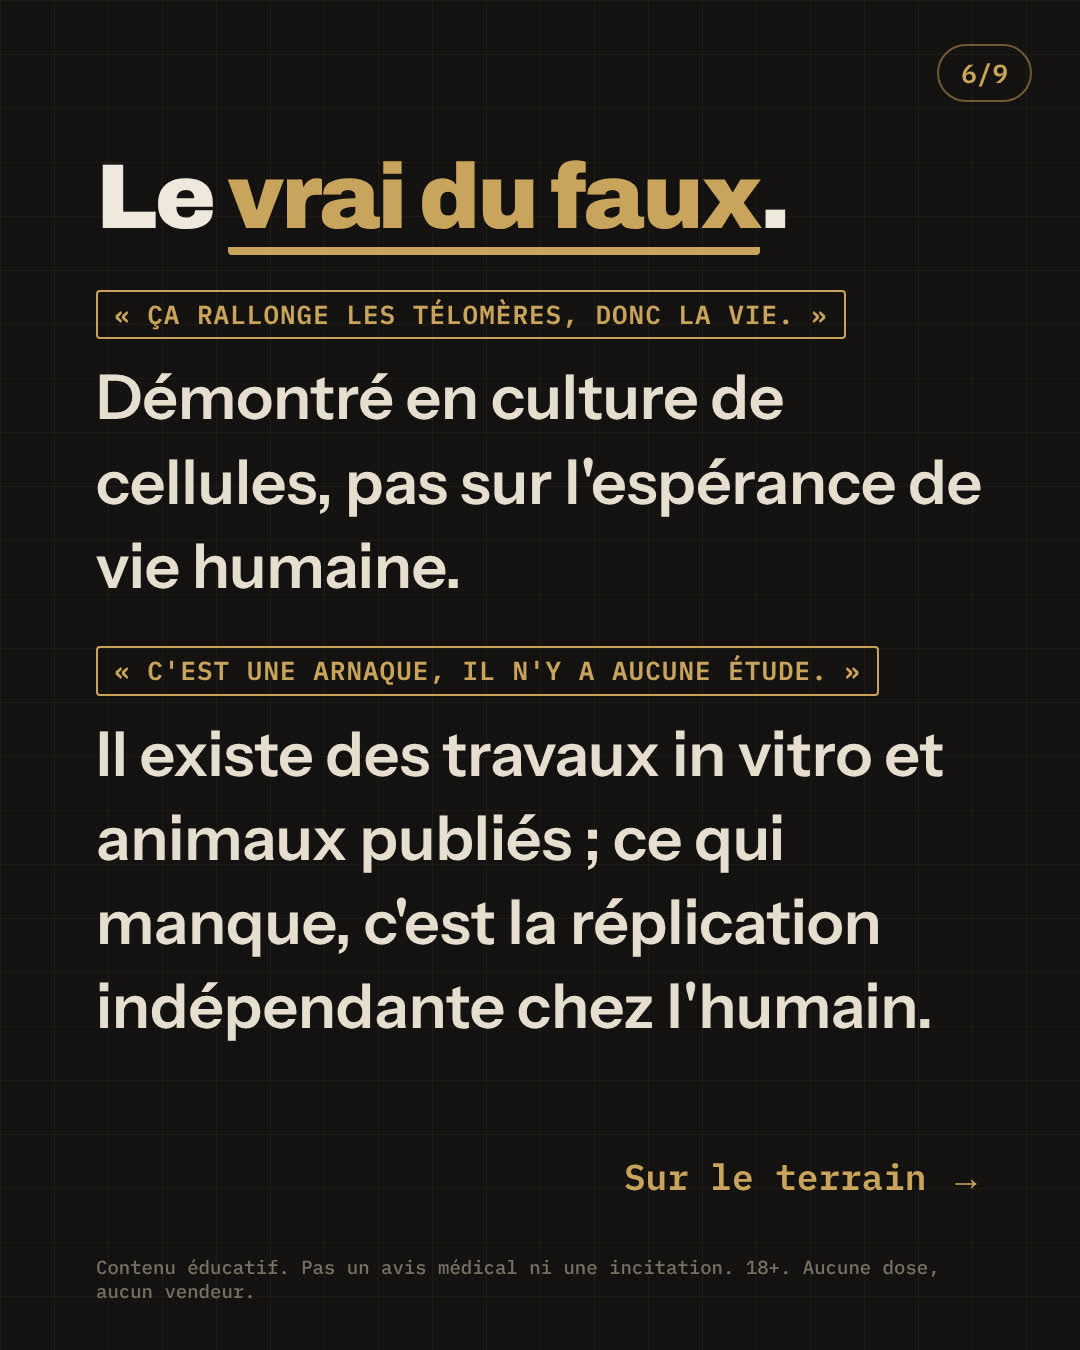 6/9
Le vrai du faux.
« ÇA RALLONGE LES TÉLOMÈRES, DONC LA VIE. »
Démontré en culture de
cellules, pas sur l'espérance de
vie humaine.
« C'EST UNE ARNAQUE, IL N'Y A AUCUNE ÉTUDE. »
Il existe des travaux in vitro et
animaux publiés ; ce qui
manque, c'est la réplication
indépendante chez l'humain.
Sur le terrain →
Contenu éducatif. Pas un avis médical ni une incitation. 18+. Aucune dose,
aucun vendeur.